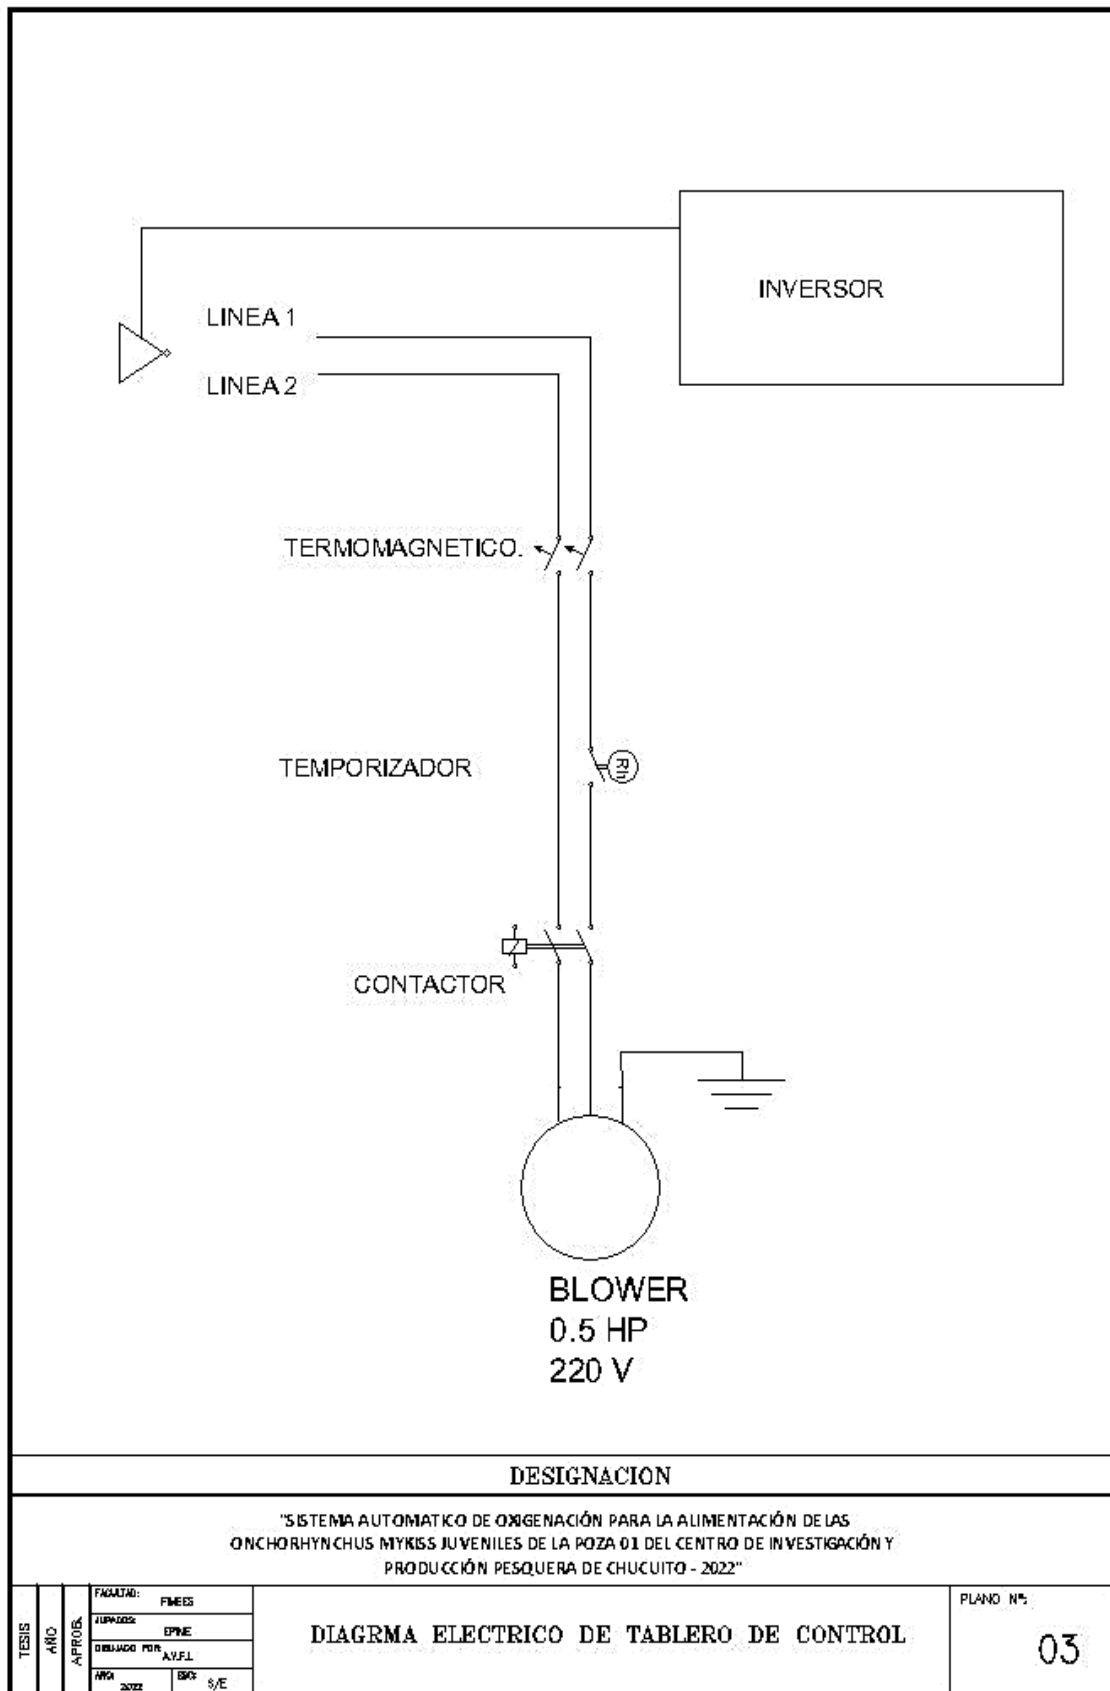 INVERSOR
LINEA 1
LINEA 2
TERMOMAGNETICO.
TEMPORIZADOR
Rh
CONTACTOR
BLOWER
0.5 HP
220 V
DESIGNACION
"SISTEMA AUTOMATICO DE OXIGENACIÓN PARA LA ALIMENTACIÓN DE LAS
ONCHORHYNCHUS MYKISS JUVENILES DE LA POZA 01 DEL CENTRO DE INVESTIGACIÓN Y
PRODUCCIÓN PESQUERA DE CHUCUITO - 2022"
TESIS
AÑO
APROB.
FACULTAD:
JURADOS:
EPIME
DIBUJADO POR:
A.V.F.L
AÑO:
2022
ESC:
S/E
DIAGRMA ELECTRICO DE TABLERO DE CONTROL
PLANO Nº:
03